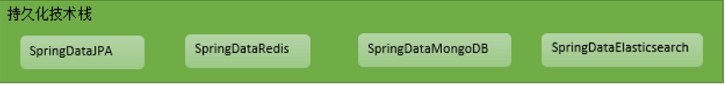 持久化技术栈
SpringDataJPA
SpringDataRedis
SpringDataMongoDB
SpringDataElasticsearch